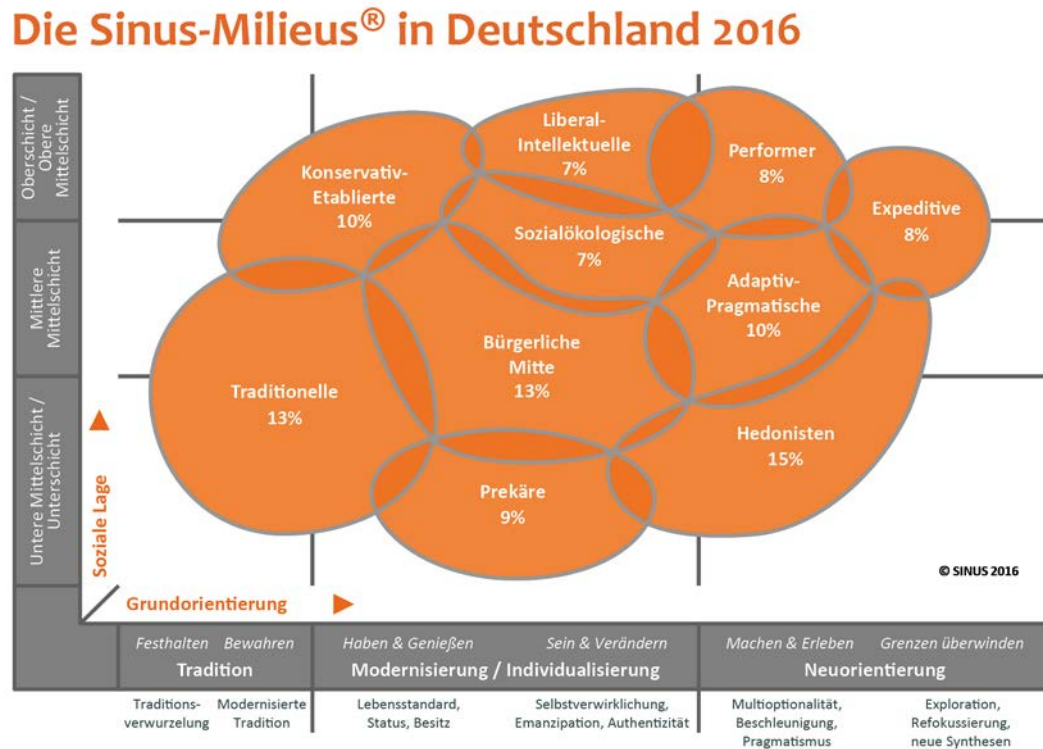 Die Sinus-Milieus® in Deutschland 2016
Oberschicht /
Obere
Mittelschicht
Mittlere
Mittelschicht
Untere Mittelschicht /
Unterschicht
Soziale Lage
Konservativ-
Etablierte
10%
Liberal-
Intellektuelle
7%
Performer
8%
Expeditive
8%
Sozialökologische
7%
Adaptiv-
Pragmatische
10%
Traditionelle
13%
Bürgerliche
Mitte
13%
Hedonisten
15%
Prekäre
9%
© SINUS 2016
Grundorientierung
Festhalten Bewahren
Tradition
Haben & Genießen Sein & Verändern
Modernisierung / Individualisierung
Machen & Erleben Grenzen überwinden
Neuorientierung
Traditions-
verwurzelung
Modernisierte
Tradition
Lebensstandard,
Status, Besitz
Selbstverwirklichung,
Emanzipation, Authentizität
Multioptionalität,
Beschleunigung,
Pragmatismus
Exploration,
Refokussierung,
neue Synthesen